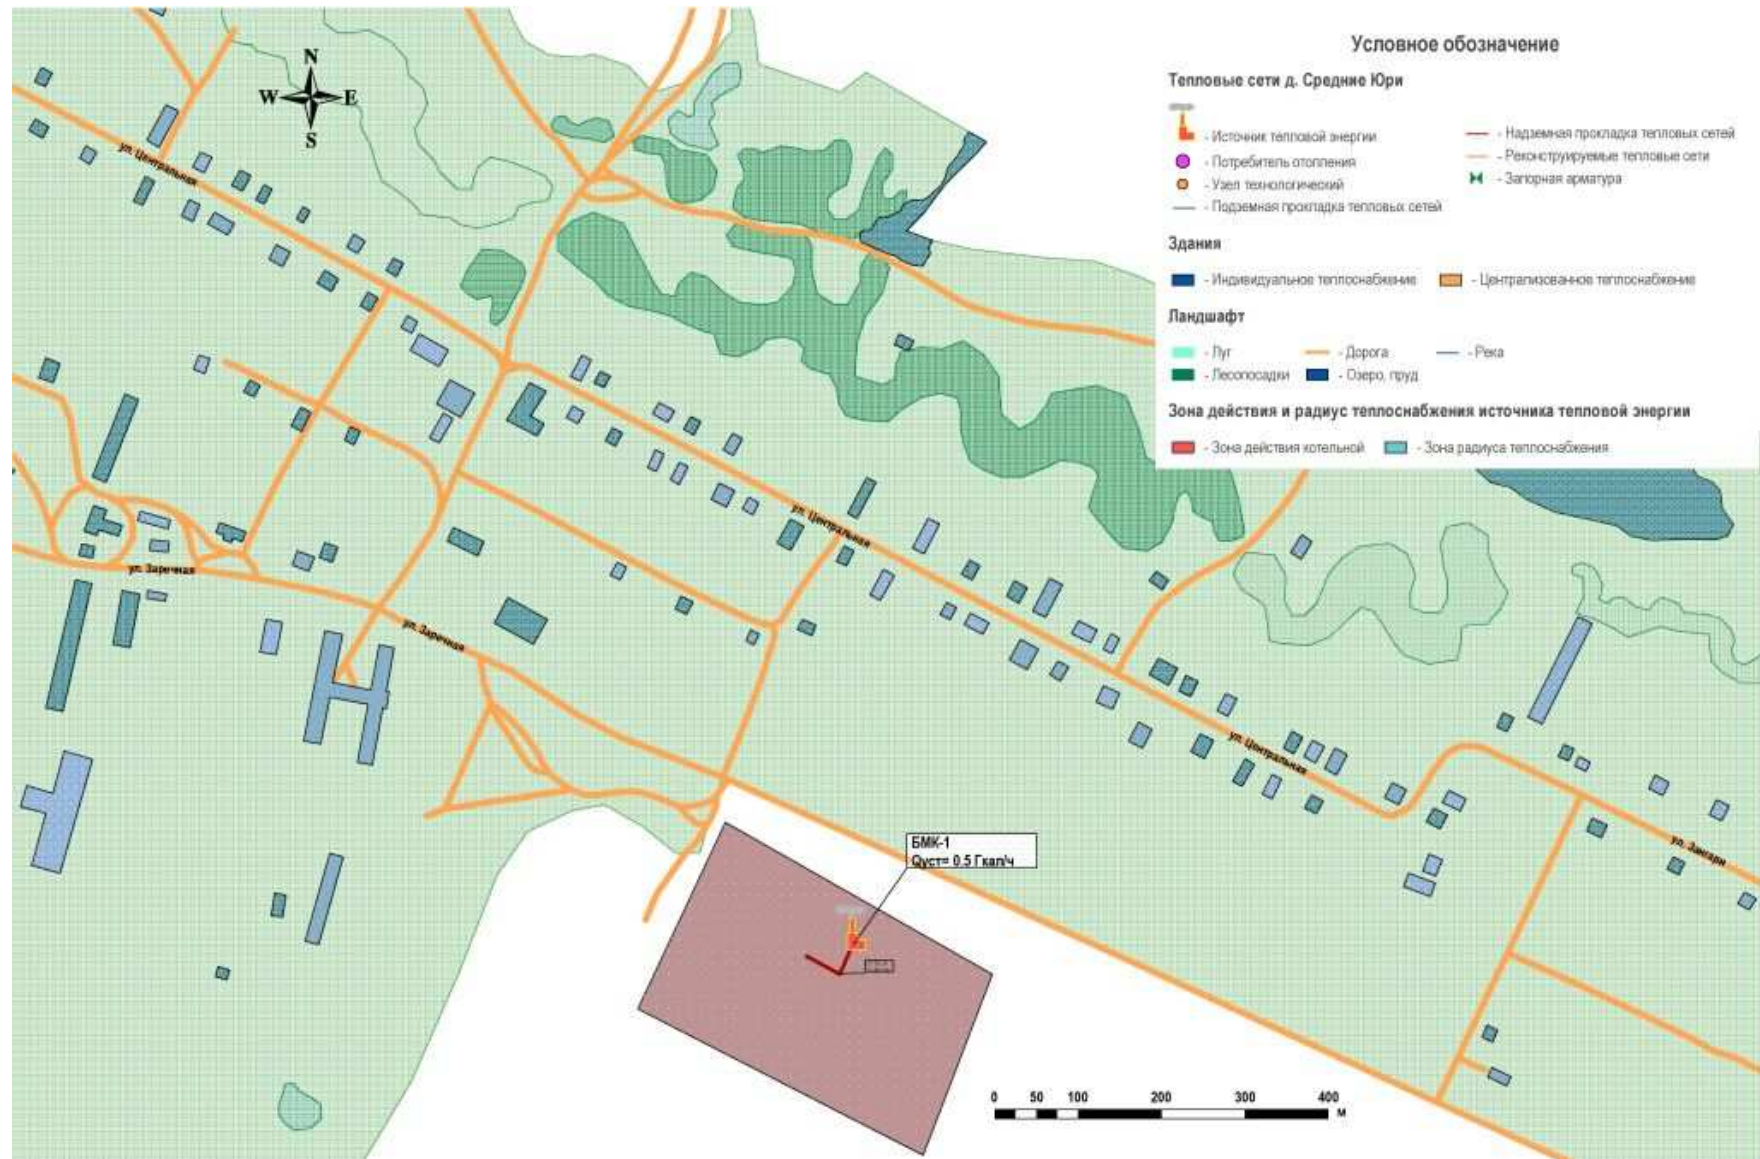 Условное обозначение
Тепловые сети д. Средние Юри
- Источник тепловой энергии
- Потребитель отопления
- Узел технологический
- Подземная прокладка тепловых сетей
- Надземная прокладка тепловых сетей
- Реконструируемые тепловые сети
- Запорная арматура
Здания
- Индивидуальное теплоснабжение
- Централизованное теплоснабжение
Ландшафт
- Луг
- Дорога
- Река
- Лесопосадки
- Озеро, пруд
Зона действия и радиус теплоснабжения источника тепловой энергии
- Зона действия котельной
- Зона радиуса теплоснабжения
N
W
E
S
ул. Центральная
ул. Центральная
ул. Заречная
ул. Заречная
ул. Центральная
ул. Зангари
БМК-1
Qуст= 0.5 Гкал/ч
0 50 100 200 300 400
м